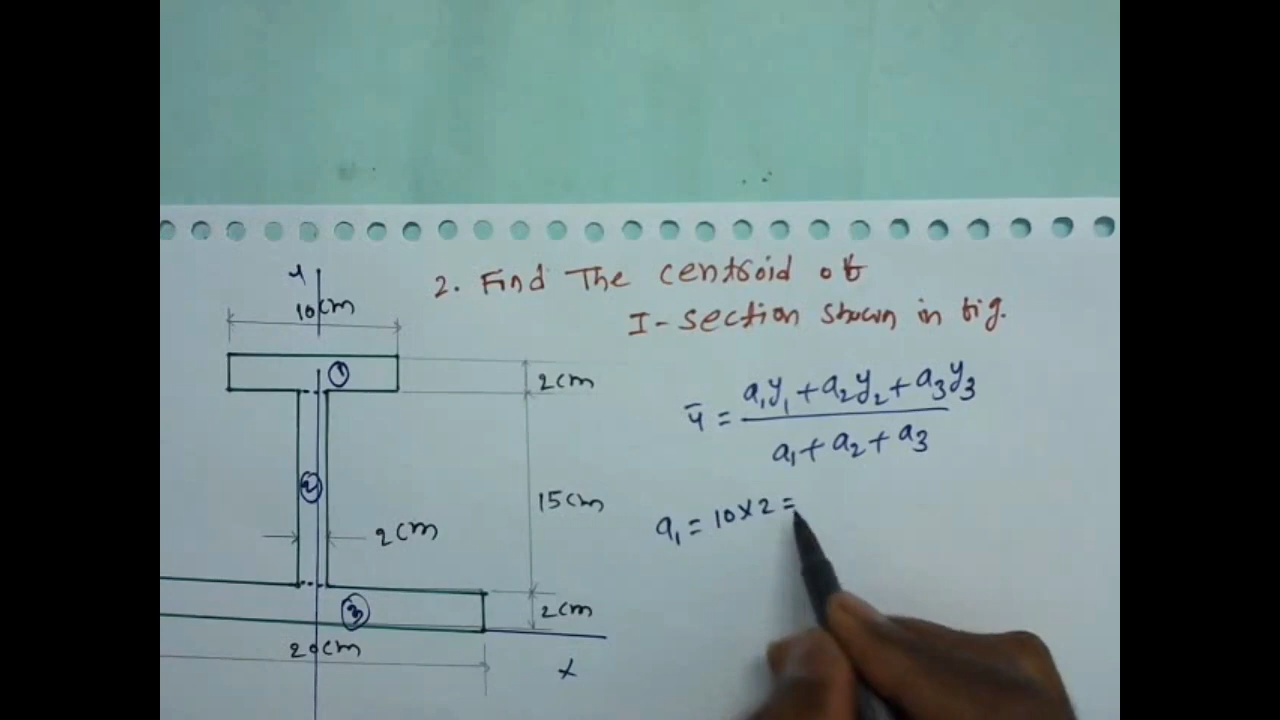 2. Find The centroid of
I-section shown in fig.
y
10cm
①
2cm
ȳ = a₁y₁ + a₂y₂ + a₃y₃
a₁ + a₂ + a₃
②
15cm
a₁ = 10×2 =
2cm
③
2cm
20cm
x